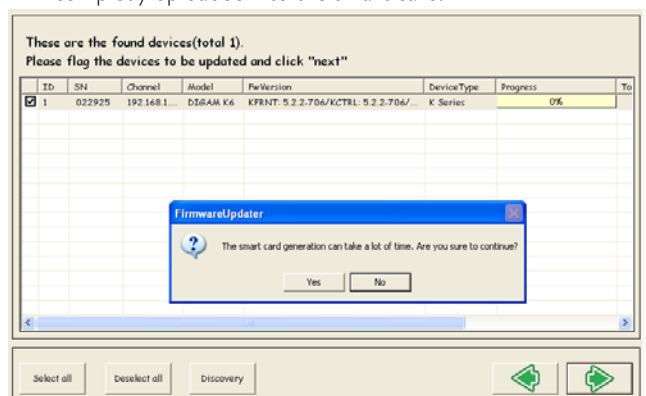 These are the found devices(total 1).
Please flag the devices to be updated and click "next"
ID SN Channel Model FwVersion DeviceType Progress To
1 022925 192.168.1... DIGAM K6 KFRNT: 5.2.2-706/KCTRL: 5.2.2-706/... K Series 0%
FirmwareUpdater
The smart card generation can take a lot of time. Are you sure to continue?
Yes No
Select all Deselect all Discovery